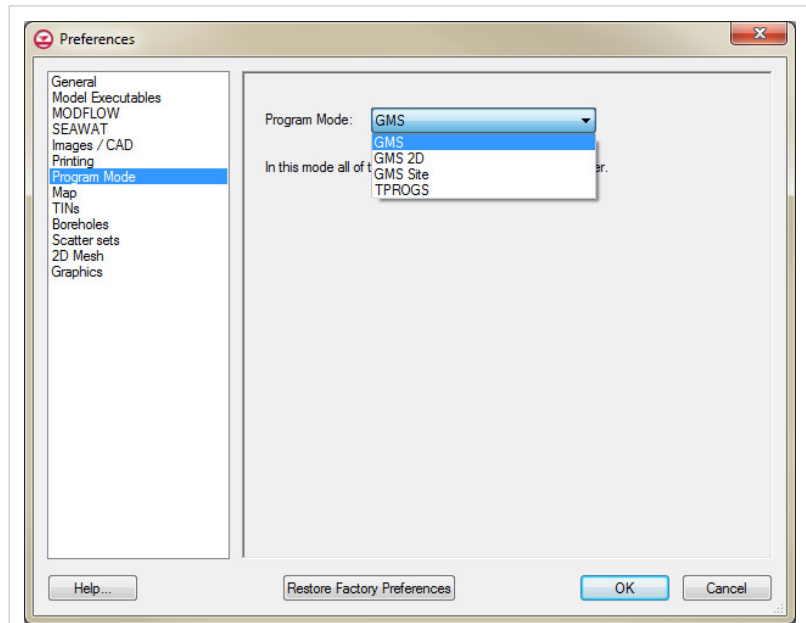 Preferences
General
Model Executables
MODFLOW
SEAWAT
Images / CAD
Printing
Program Mode
Map
TINs
Boreholes
Scatter sets
2D Mesh
Graphics
Program Mode: GMS
GMS
GMS 2D
GMS Site
TPROGS
In this mode all of t er.
Help...
Restore Factory Preferences
OK
Cancel